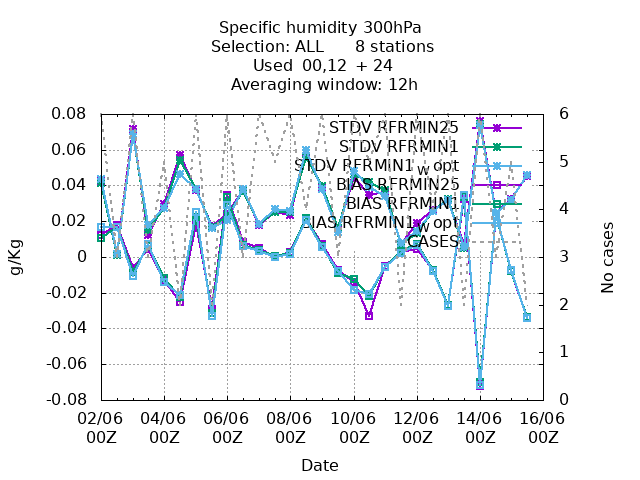 Specific humidity 300hPa
Selection: ALL 8 stations
Used 00,12 + 24
Averaging window: 12h
g/Kg
No cases
0.08
0.06
0.04
0.02
0
-0.02
-0.04
-0.06
-0.08
6
5
4
3
2
1
0
STDV RFRMIN25
STDV RFRMIN1
STDV RFRMIN1_W opt
BIAS RFRMIN25
BIAS RFRMIN1
BIAS RFRMIN1_W opt
CASES
02/06 04/06 06/06 08/06 10/06 12/06 14/06 16/06
00Z 00Z 00Z 00Z 00Z 00Z 00Z 00Z
Date